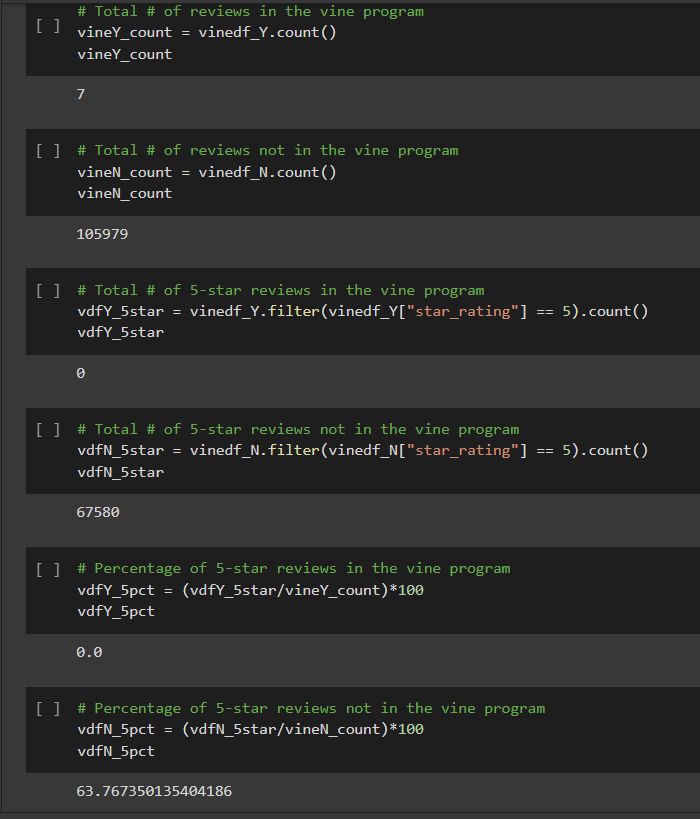 # Total # of reviews in the vine program
[ ] vineY_count = vinedf_Y.count()
vineY_count
7
[ ] # Total # of reviews not in the vine program
vineN_count = vinedf_N.count()
vineN_count
105979
[ ] # Total # of 5-star reviews in the vine program
vdfY_5star = vinedf_Y.filter(vinedf_Y["star_rating"] == 5).count()
vdfY_5star
0
[ ] # Total # of 5-star reviews not in the vine program
vdfN_5star = vinedf_N.filter(vinedf_N["star_rating"] == 5).count()
vdfN_5star
67580
[ ] # Percentage of 5-star reviews in the vine program
vdfY_5pct = (vdfY_5star/vineY_count)*100
vdfY_5pct
0.0
[ ] # Percentage of 5-star reviews not in the vine program
vdfN_5pct = (vdfN_5star/vineN_count)*100
vdfN_5pct
63.767350135404186